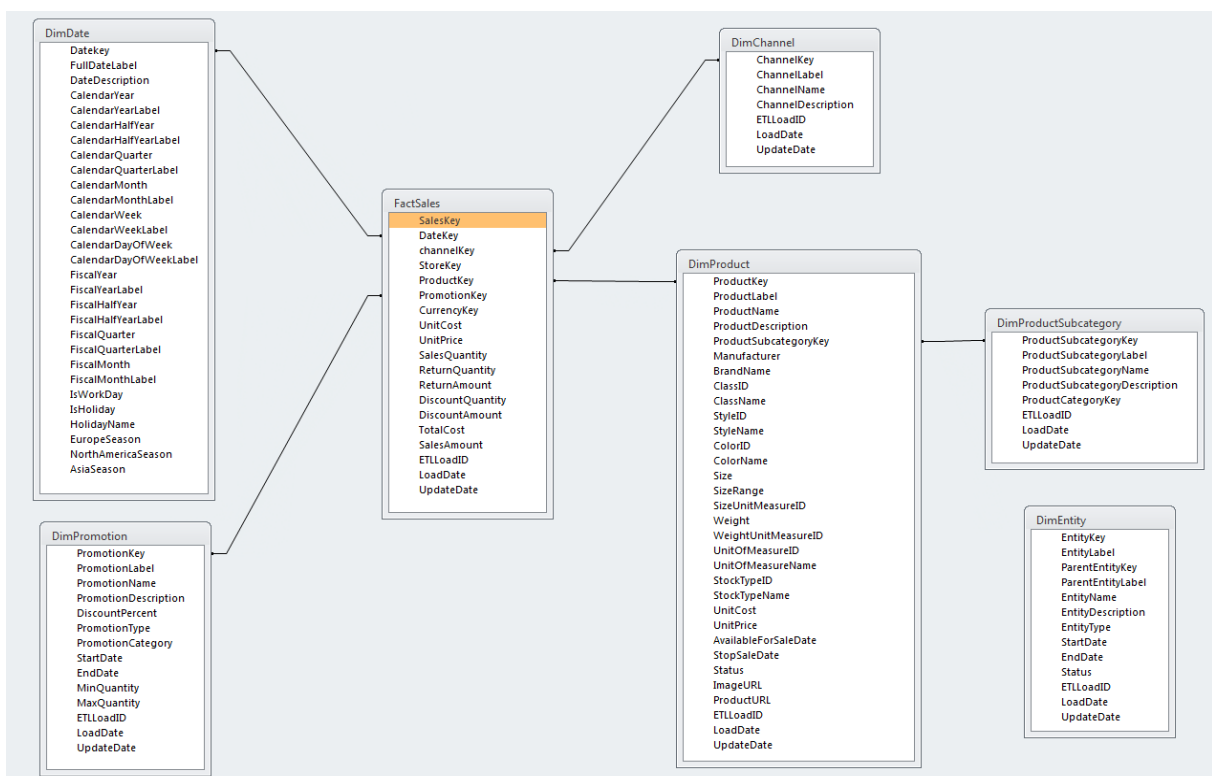 DimDate
Datekey
FullDateLabel
DateDescription
CalendarYear
CalendarYearLabel
CalendarHalfYear
CalendarHalfYearLabel
CalendarQuarter
CalendarQuarterLabel
CalendarMonth
CalendarMonthLabel
CalendarWeek
CalendarWeekLabel
CalendarDayOfWeek
CalendarDayOfWeekLabel
FiscalYear
FiscalYearLabel
FiscalHalfYear
FiscalHalfYearLabel
FiscalQuarter
FiscalQuarterLabel
FiscalMonth
FiscalMonthLabel
IsWorkDay
IsHoliday
HolidayName
EuropeSeason
NorthAmericaSeason
AsiaSeason
DimPromotion
PromotionKey
PromotionLabel
PromotionName
PromotionDescription
DiscountPercent
PromotionType
PromotionCategory
StartDate
EndDate
MinQuantity
MaxQuantity
ETLLoadID
LoadDate
UpdateDate
FactSales
SalesKey
DateKey
channelKey
StoreKey
ProductKey
PromotionKey
CurrencyKey
UnitCost
UnitPrice
SalesQuantity
ReturnQuantity
ReturnAmount
DiscountQuantity
DiscountAmount
TotalCost
SalesAmount
ETLLoadID
LoadDate
UpdateDate
DimChannel
ChannelKey
ChannelLabel
ChannelName
ChannelDescription
ETLLoadID
LoadDate
UpdateDate
DimProduct
ProductKey
ProductLabel
ProductName
ProductDescription
ProductSubcategoryKey
Manufacturer
BrandName
ClassID
ClassName
StyleID
StyleName
ColorID
ColorName
Size
SizeRange
SizeUnitMeasureID
Weight
WeightUnitMeasureID
UnitOfMeasureID
UnitOfMeasureName
StockTypeID
StockTypeName
UnitCost
UnitPrice
AvailableForSaleDate
StopSaleDate
Status
ImageURL
ProductURL
ETLLoadID
LoadDate
UpdateDate
DimProductSubcategory
ProductSubcategoryKey
ProductSubcategoryLabel
ProductSubcategoryName
ProductSubcategoryDescription
ProductCategoryKey
ETLLoadID
LoadDate
UpdateDate
DimEntity
EntityKey
EntityLabel
ParentEntityKey
ParentEntityLabel
EntityName
EntityDescription
EntityType
StartDate
EndDate
Status
ETLLoadID
LoadDate
UpdateDate